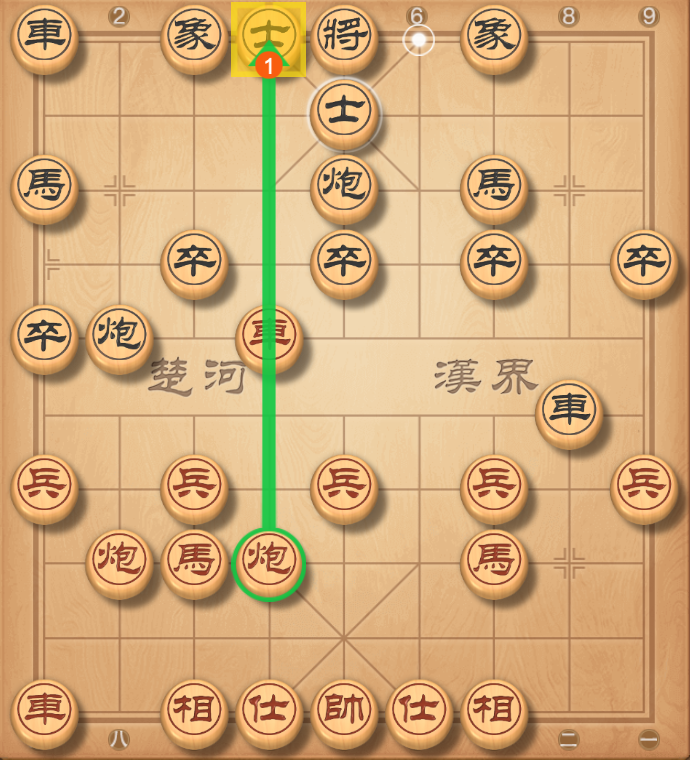 2 6 8 9
車 象 士 將 象
1
士
馬 炮 馬
卒 卒 卒 卒
卒 炮 車
楚河 漢界
車
兵 兵 兵 兵 兵
炮 馬 炮 馬
車 相 仕 帥 仕 相
八 二 一